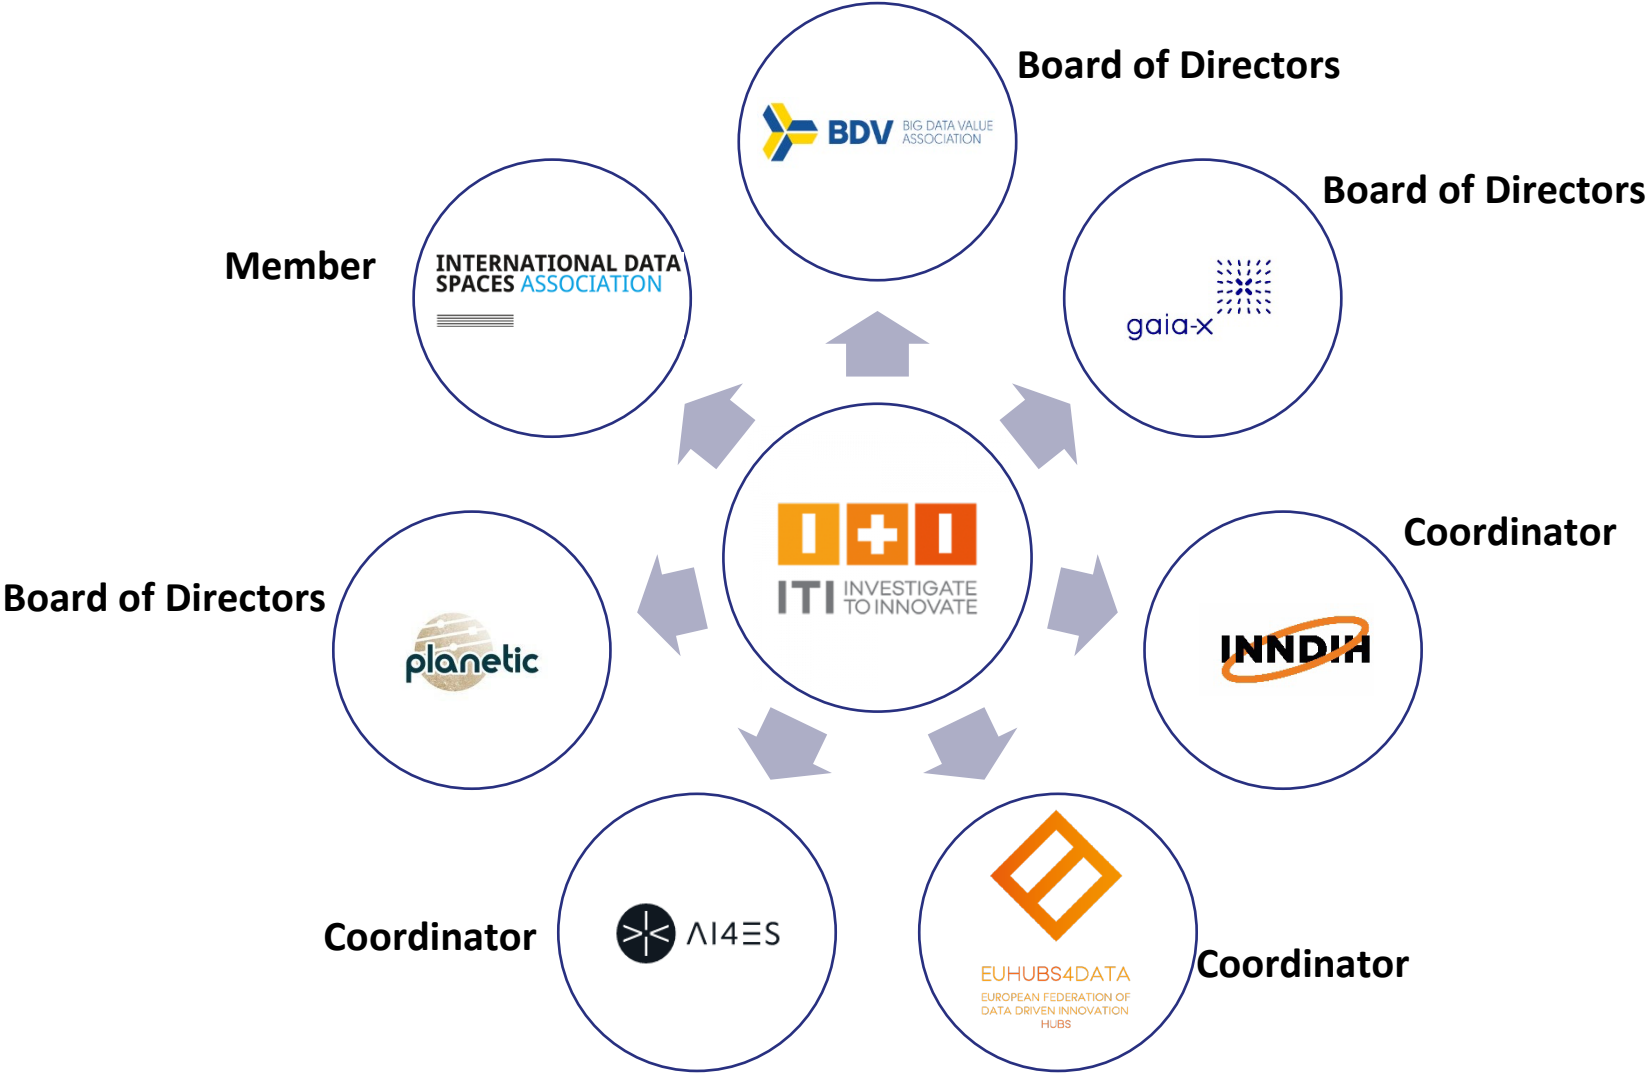 Board of Directors
BDV BIG DATA VALUE
ASSOCIATION
Board of Directors
gaia-x
Member
INTERNATIONAL DATA
SPACES ASSOCIATION
ITI INVESTIGATE
TO INNOVATE
Coordinator
INNDIH
Board of Directors
planetic
Coordinator
AI4ES
EUHUBS4DATA
EUROPEAN FEDERATION OF
DATA DRIVEN INNOVATION
HUBS
Coordinator